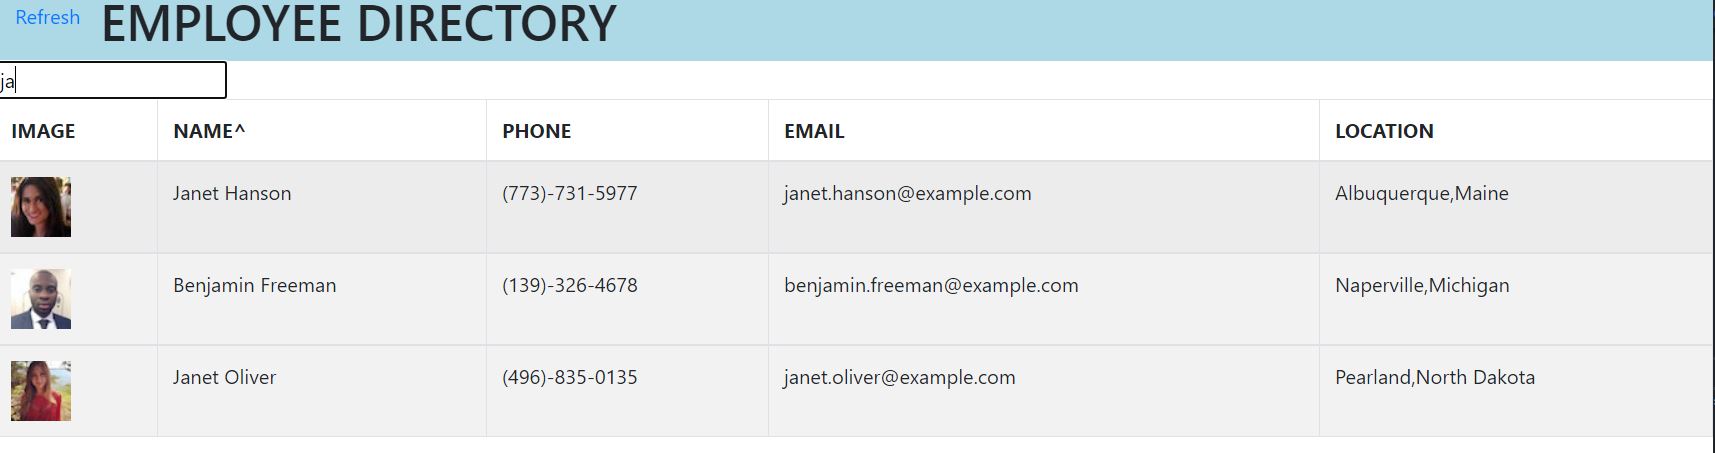 Refresh EMPLOYEE DIRECTORY
ja
IMAGE NAME^ PHONE EMAIL LOCATION
Janet Hanson (773)-731-5977 janet.hanson@example.com Albuquerque,Maine
Benjamin Freeman (139)-326-4678 benjamin.freeman@example.com Naperville,Michigan
Janet Oliver (496)-835-0135 janet.oliver@example.com Pearland,North Dakota